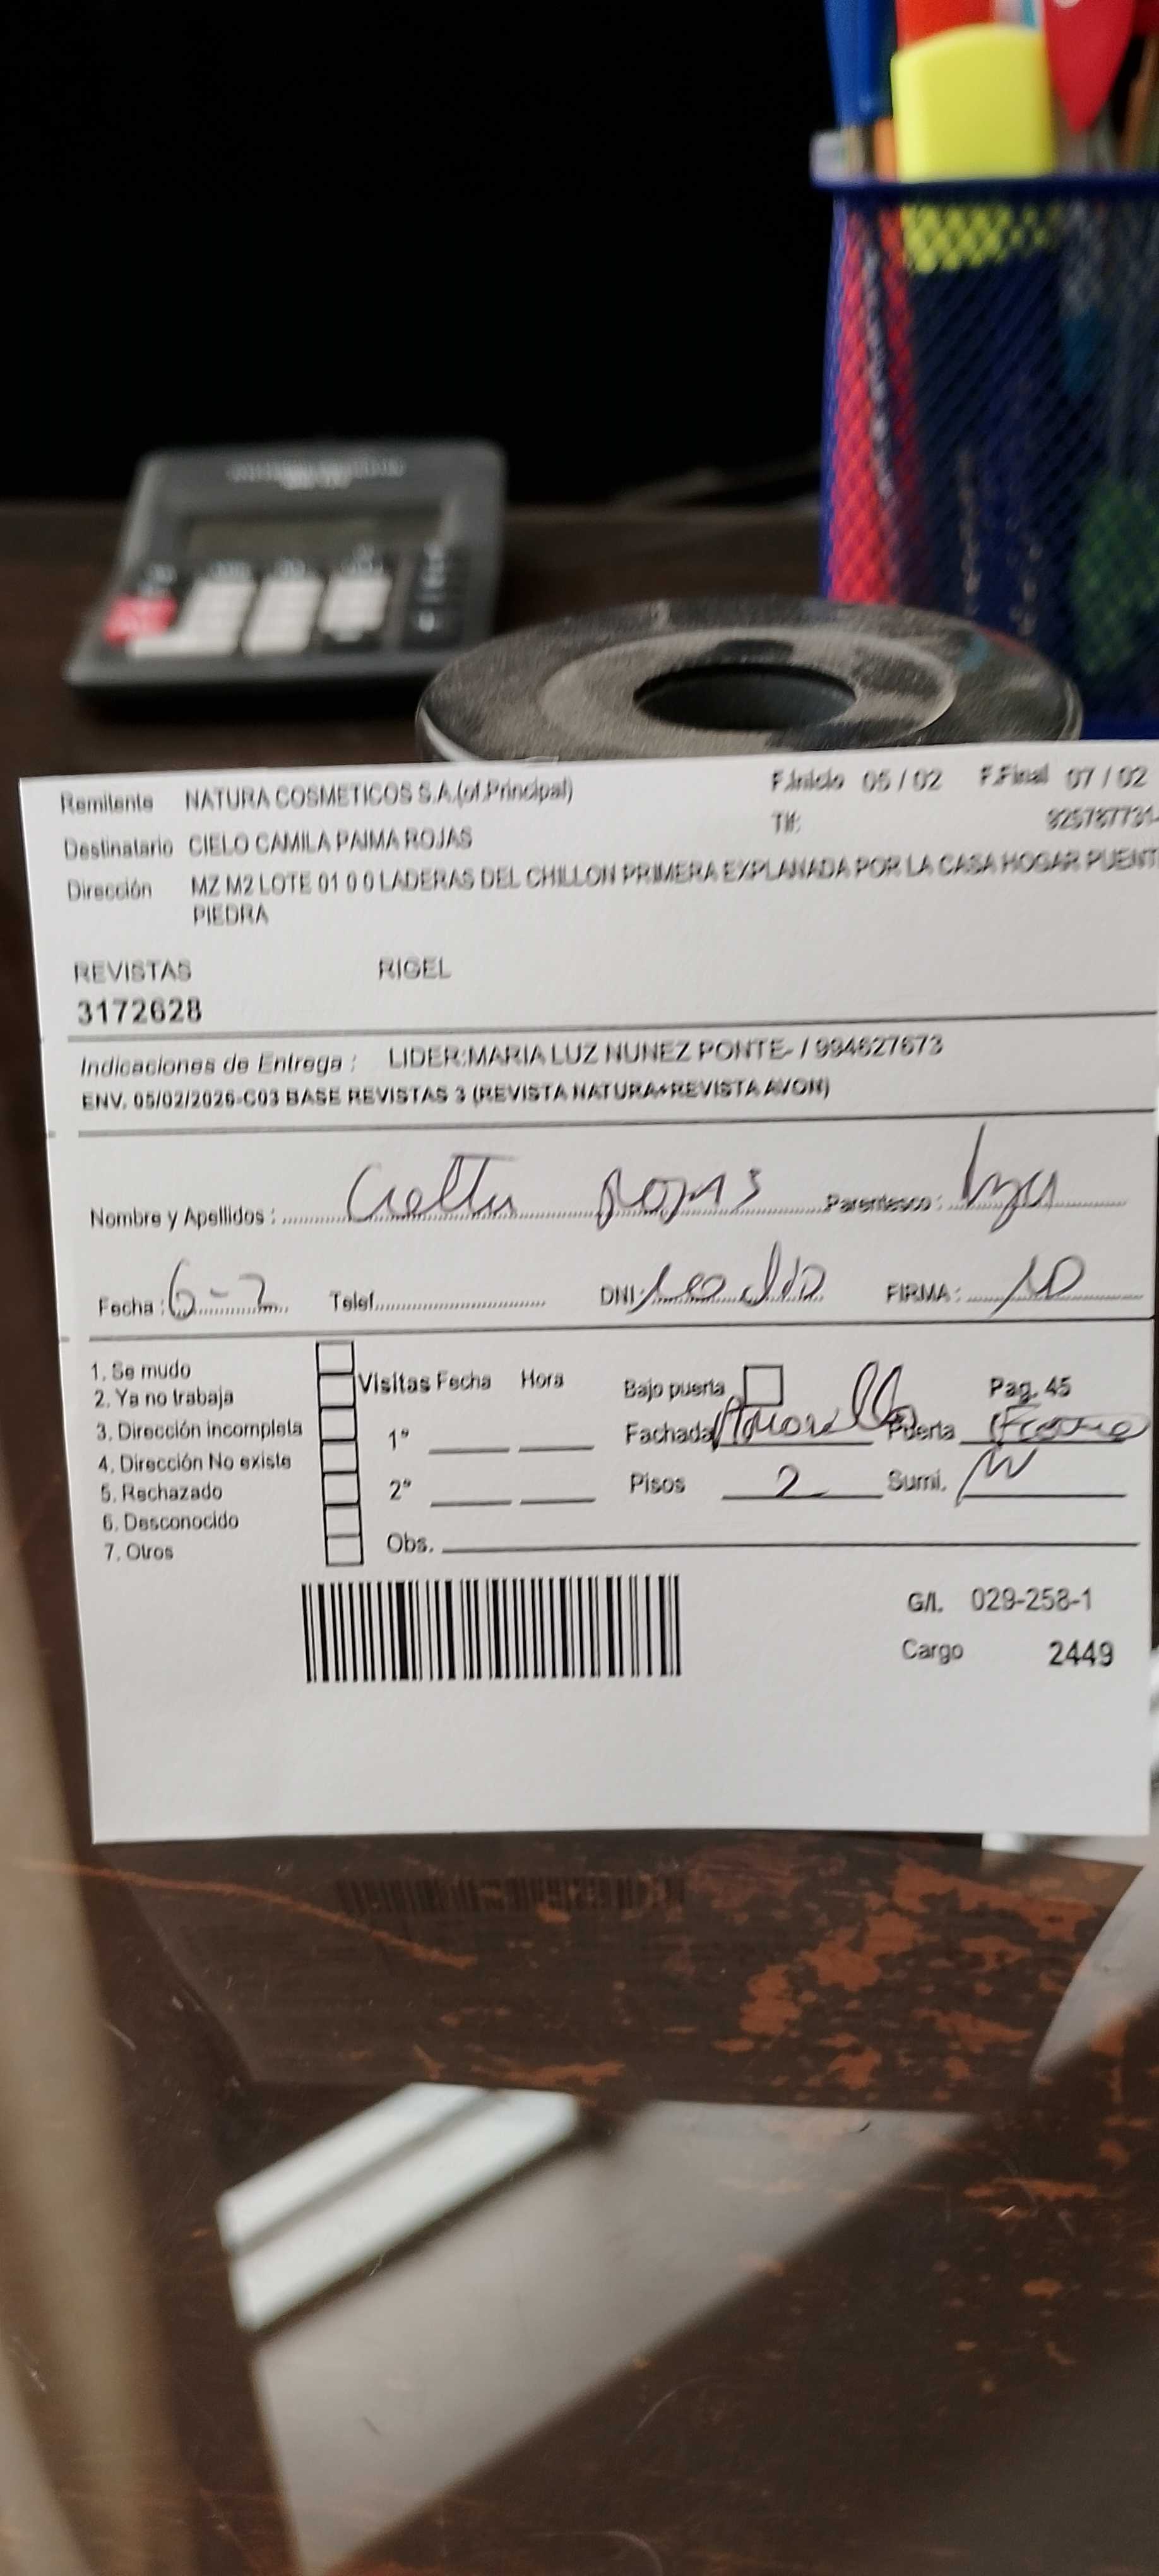 Remitente NATURA COSMETICOS S.A.(of.Principal) F.Inicio 05 / 02 F.Final 07 / 02
Destinatario CIELO CAMILA PAIMA ROJAS Tlf: 925787731-
Dirección MZ M2 LOTE 01 0 0 LADERAS DEL CHILLON PRIMERA EXPLANADA POR LA CASA HOGAR PUENT
PIEDRA
REVISTAS RIGEL
3172628
Indicaciones de Entrega : LIDER:MARIA LUZ NUNEZ PONTE- / 994627673
ENV. 05/02/2026-C03 BASE REVISTAS 3 (REVISTA NATURA+REVISTA AVON)
Nombre y Apellidos : Rojas Parentesco :
Fecha : 6-2 Telef. DNI: FIRMA :
1. Se mudo
2. Ya no trabaja
3. Dirección incompleta
4. Dirección No existe
5. Rechazado
6. Desconocido
7. Otros
Visitas Fecha Hora
1°
2°
Obs.
Bajo puerta Pag. 45
Fachada Puerta
Pisos 2 Sumi.
G/I. 029-258-1
Cargo 2449